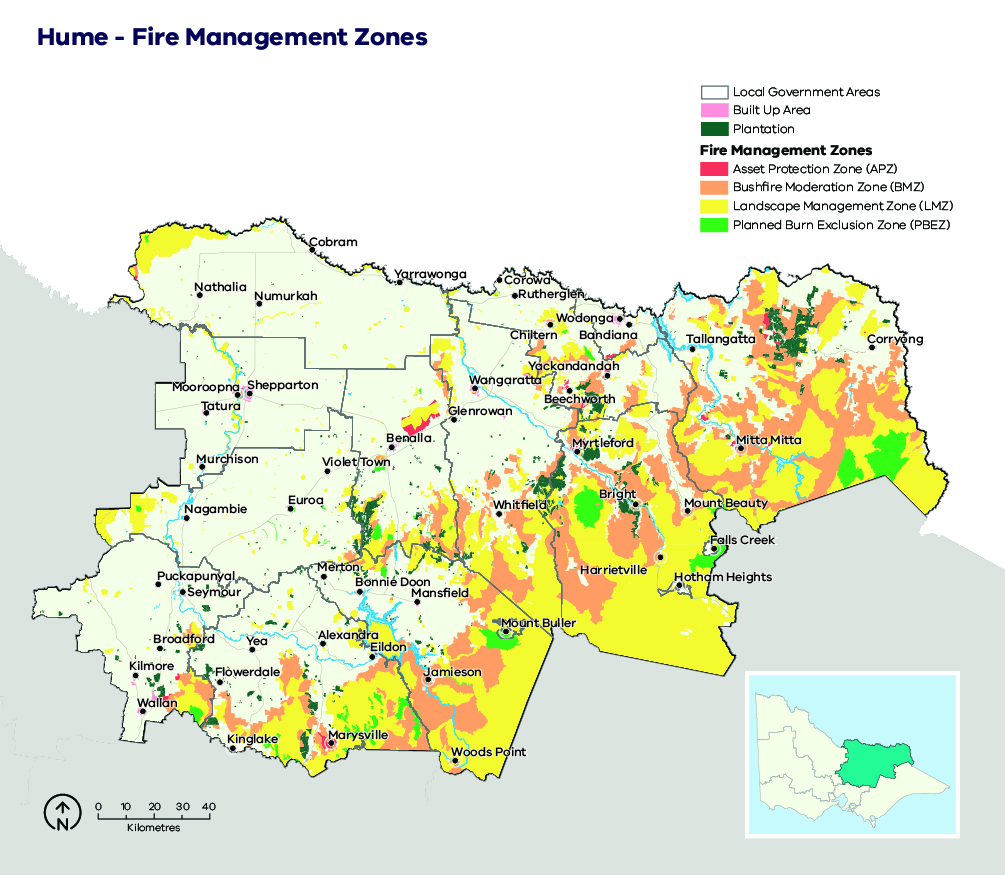 Hume - Fire Management Zones
Local Government Areas
Built Up Area
Plantation
Fire Management Zones
Asset Protection Zone (APZ)
Bushfire Moderation Zone (BMZ)
Landscape Management Zone (LMZ)
Planned Burn Exclusion Zone (PBEZ)
Cobram
Yarrawonga
Corowa
Nathalia
Numurkah
Rutherglen
Wodonga
Chiltern
Bandiana
Tallangatta
Corryong
Yackandandah
Wangaratta
Mooroopna
Shepparton
Beechworth
Tatura
Glenrowan
Benalla
Myrtleford
Mitta Mitta
Murchison
Violet Town
Bright
Euroa
Nagambie
Whitfield
Mount Beauty
Falls Creek
Merton
Harrietville
Puckapunyal
Bonnie Doon
Hotham Heights
Seymour
Mansfield
Mount Buller
Broadford
Yea
Alexandra
Eildon
Kilmore
Flowerdale
Jamieson
Wallan
Kinglake
Marysville
Woods Point
N
0 10 20 30 40
Kilometres